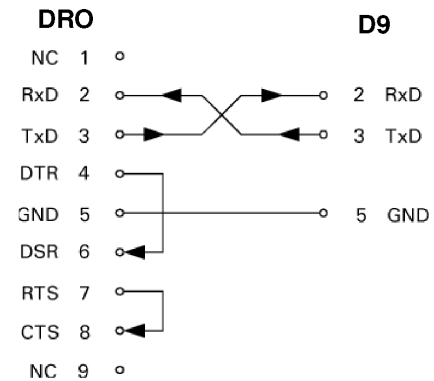 DRO D9
NC 1
RxD 2 2 RxD
TxD 3 3 TxD
DTR 4
GND 5 5 GND
DSR 6
RTS 7
CTS 8
NC 9